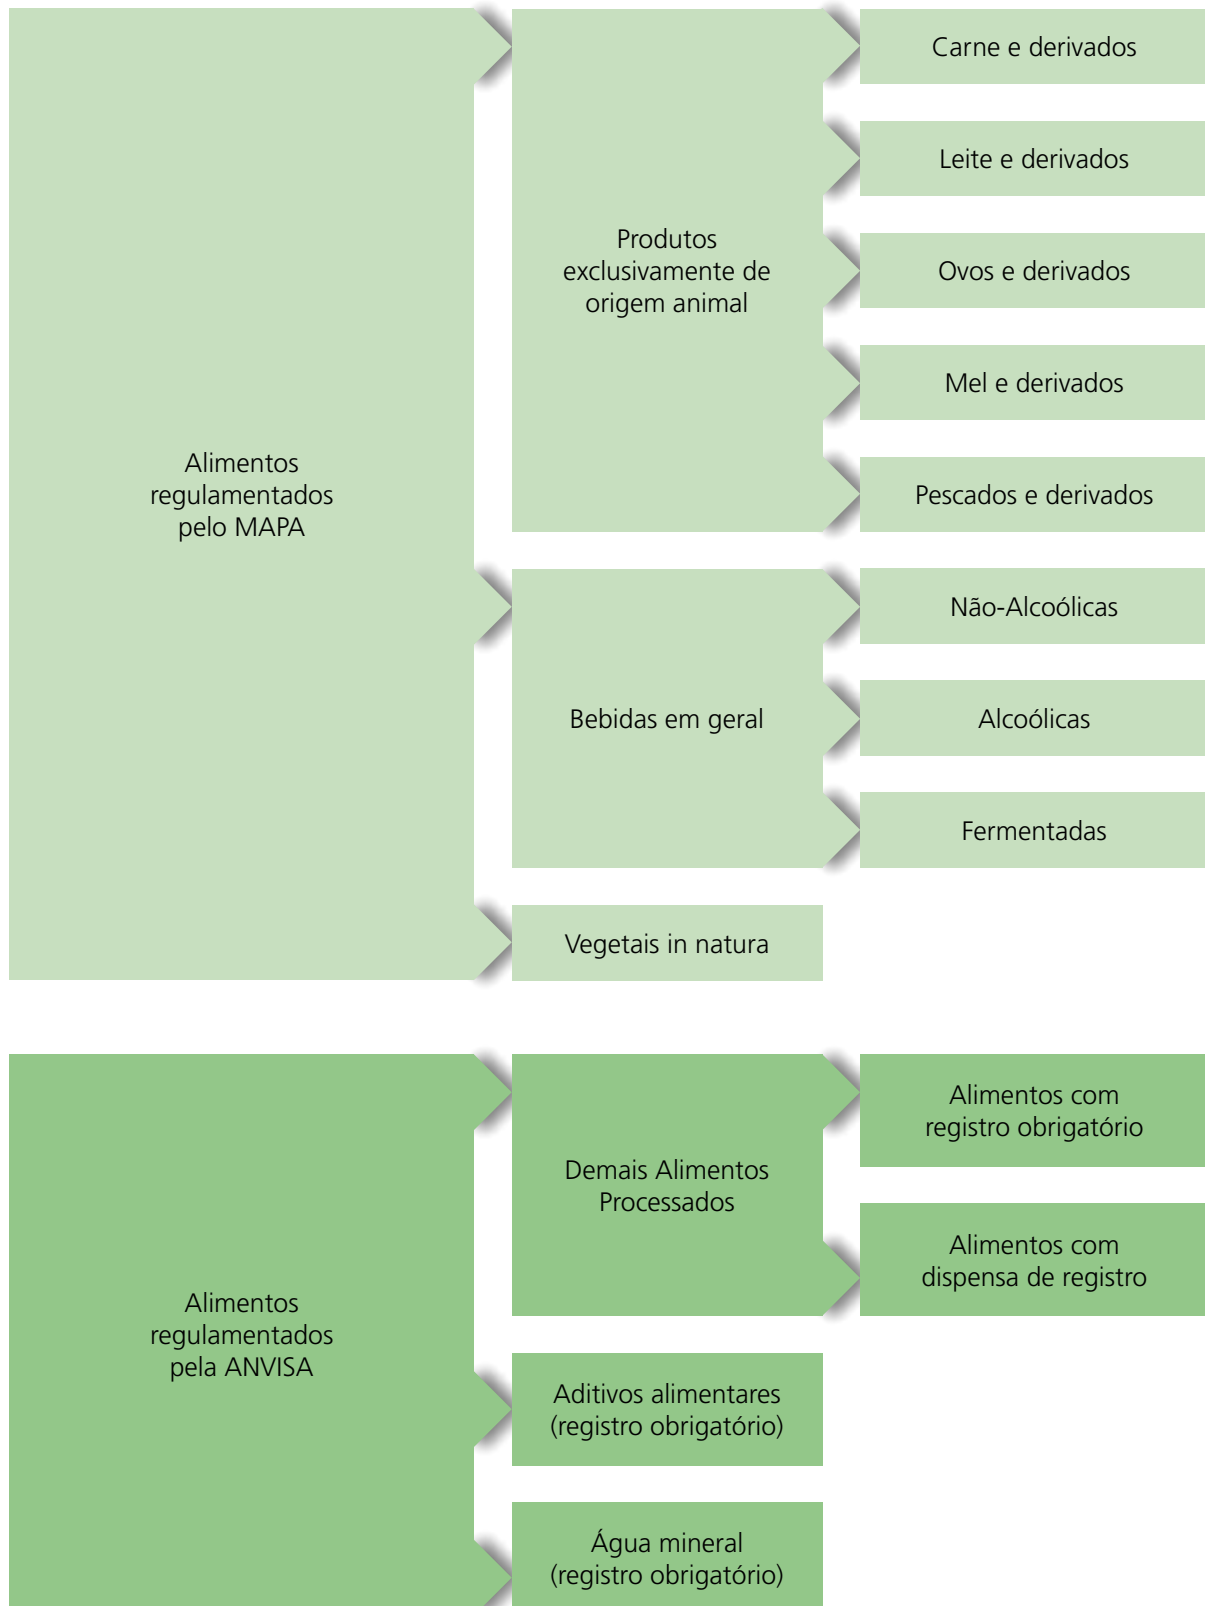 Alimentos
regulamentados
pelo MAPA
Produtos
exclusivamente de
origem animal
Carne e derivados
Leite e derivados
Ovos e derivados
Mel e derivados
Pescados e derivados
Bebidas em geral
Não-Alcoólicas
Alcoólicas
Fermentadas
Vegetais in natura
Alimentos
regulamentados
pela ANVISA
Demais Alimentos
Processados
Alimentos com
registro obrigatório
Alimentos com
dispensa de registro
Aditivos alimentares
(registro obrigatório)
Água mineral
(registro obrigatório)